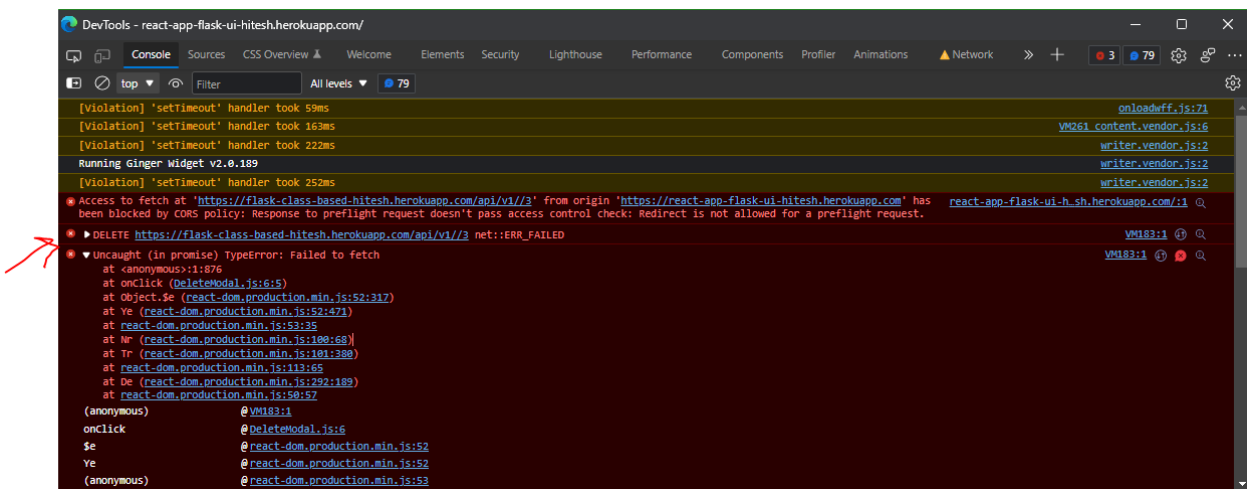 DevTools - react-app-flask-ui-hitesh.herokuapp.com/
Console Sources CSS Overview Welcome Elements Security Lighthouse Performance Components Profiler Animations Network » + 3 79
top ▼ Filter All levels ▼ 79
[Violation] 'setTimeout' handler took 59ms onloadwff.js:71
[Violation] 'setTimeout' handler took 163ms VM261 content.vendor.js:6
[Violation] 'setTimeout' handler took 222ms writer.vendor.js:2
Running Ginger Widget v2.0.189 writer.vendor.js:2
[Violation] 'setTimeout' handler took 252ms writer.vendor.js:2
Access to fetch at 'https://flask-class-based-hitesh.herokuapp.com/api/v1//3' from origin 'https://react-app-flask-ui-hitesh.herokuapp.com' has react-app-flask-ui-h…sh.herokuapp.com/:1
been blocked by CORS policy: Response to preflight request doesn't pass access control check: Redirect is not allowed for a preflight request.
▶DELETE https://flask-class-based-hitesh.herokuapp.com/api/v1//3 net::ERR_FAILED VM183:1
▼Uncaught (in promise) TypeError: Failed to fetch VM183:1
at <anonymous>:1:876
at onClick (DeleteModal.js:6:5)
at Object.$e (react-dom.production.min.js:52:317)
at Ye (react-dom.production.min.js:52:471)
at react-dom.production.min.js:53:35
at Nr (react-dom.production.min.js:100:68)
at Tr (react-dom.production.min.js:101:380)
at react-dom.production.min.js:113:65
at De (react-dom.production.min.js:292:189)
at react-dom.production.min.js:50:57
(anonymous) @ VM183:1
onClick @ DeleteModal.js:6
$e @ react-dom.production.min.js:52
Ye @ react-dom.production.min.js:52
(anonymous) @ react-dom.production.min.js:53